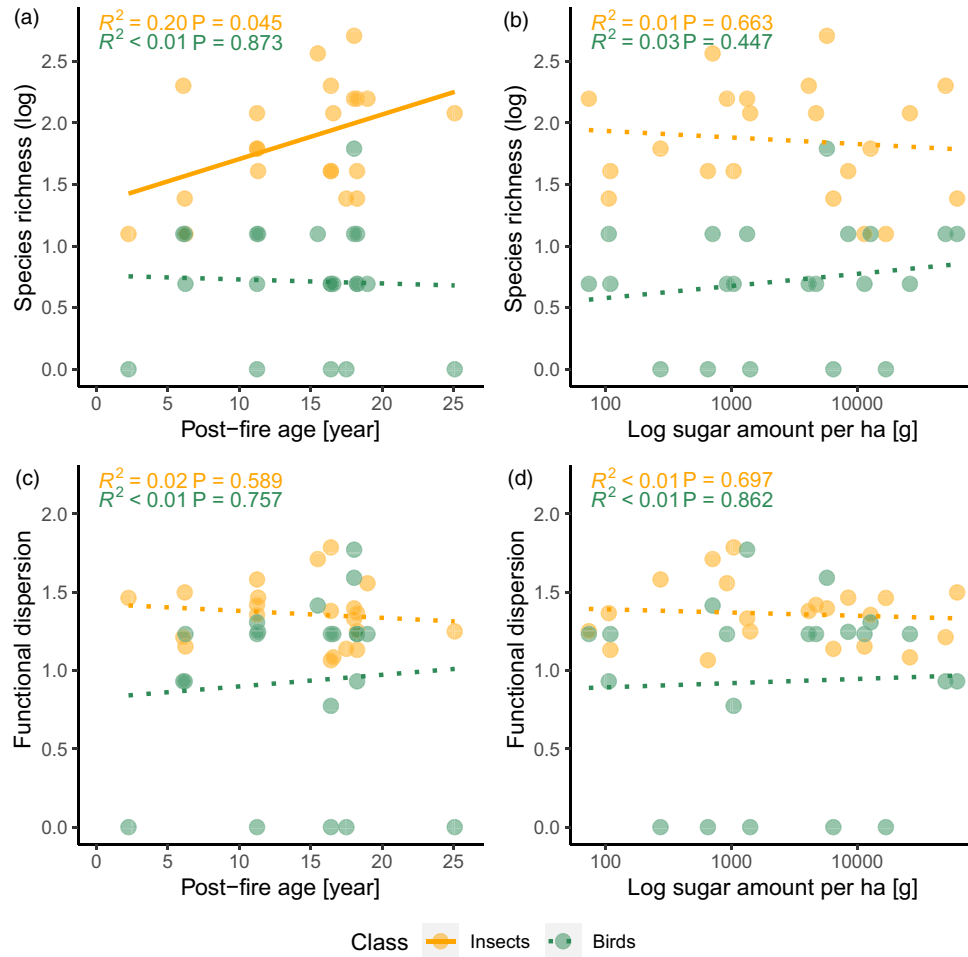 (a)
R² = 0.20 P = 0.045
R² < 0.01 P = 0.873
Species richness (log)
2.5
2.0
1.5
1.0
0.5
0.0
0 5 10 15 20 25
Post−fire age [year]
(b)
R² = 0.01 P = 0.663
R² = 0.03 P = 0.447
Species richness (log)
2.5
2.0
1.5
1.0
0.5
0.0
100 1000 10000
Log sugar amount per ha [g]
(c)
R² = 0.02 P = 0.589
R² < 0.01 P = 0.757
Functional dispersion
2.0
1.5
1.0
0.5
0.0
0 5 10 15 20 25
Post−fire age [year]
(d)
R² < 0.01 P = 0.697
R² < 0.01 P = 0.862
Functional dispersion
2.0
1.5
1.0
0.5
0.0
100 1000 10000
Log sugar amount per ha [g]
Class Insects Birds